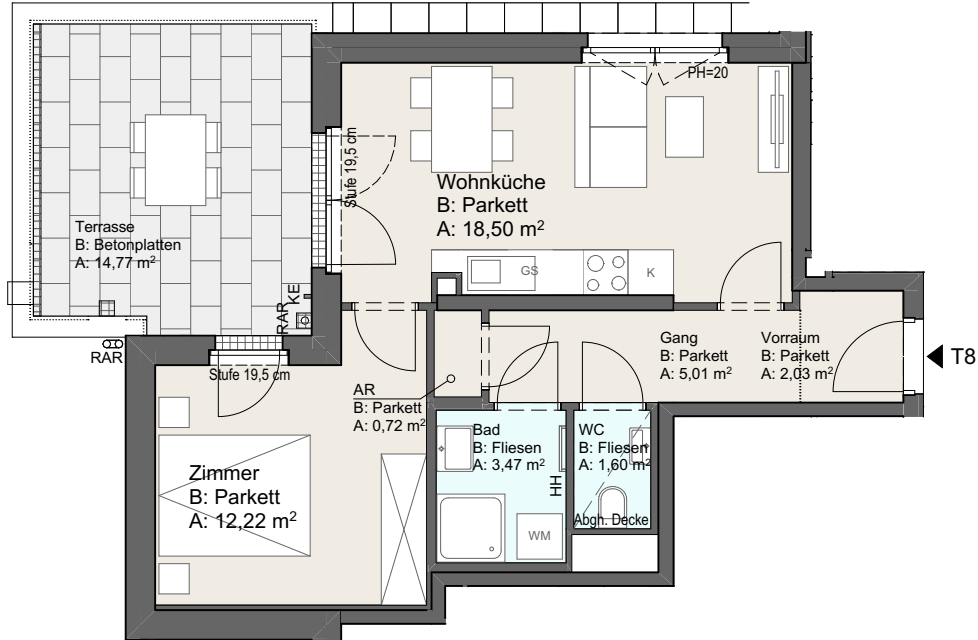 PH=20
Stufe 19,5 cm
Wohnküche
B: Parkett
A: 18,50 m²
Terrasse
B: Betonplatten
A: 14,77 m²
GS
K
KE
RAR
RAR
Stufe 19,5 cm
Gang
B: Parkett
A: 5,01 m²
Vorraum
B: Parkett
A: 2,03 m²
T8
AR
B: Parkett
A: 0,72 m²
Bad
B: Fliesen
A: 3,47 m²
WC
B: Fliesen
A: 1,60 m²
Zimmer
B: Parkett
A: 12,22 m²
HH
Abgh. Decke
WM